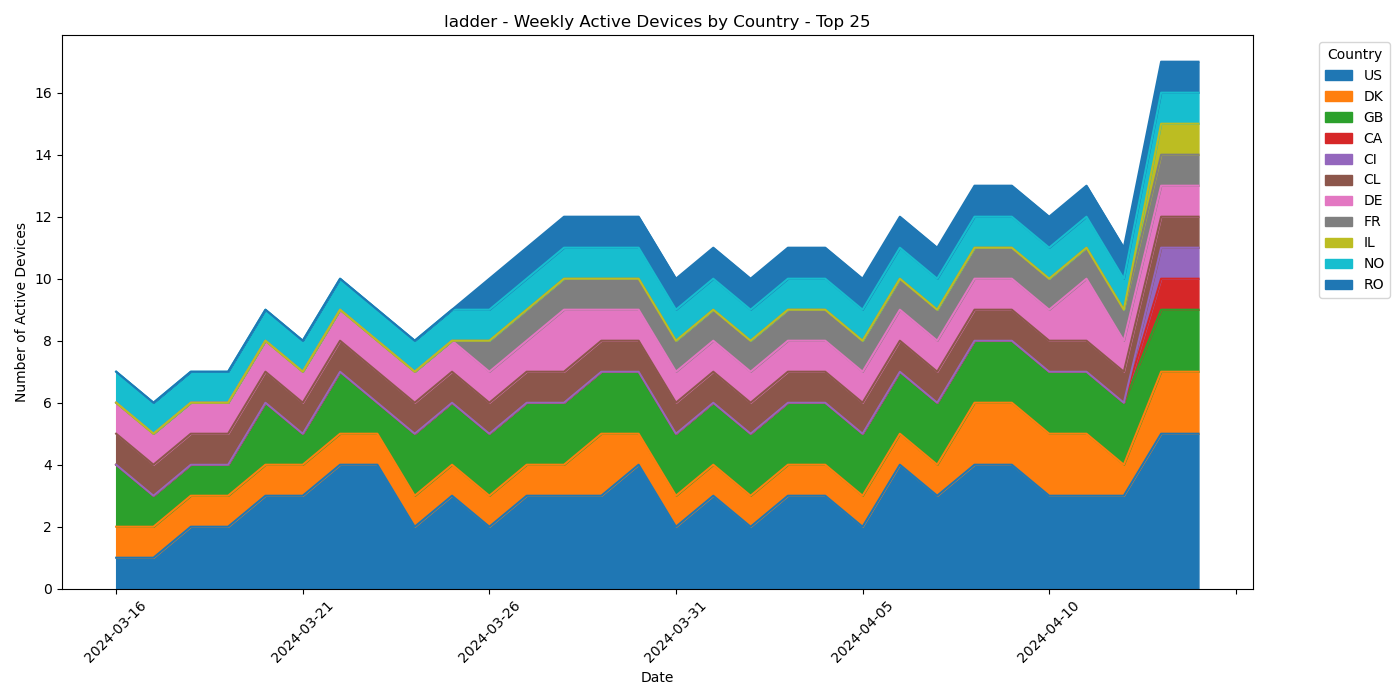 ladder - Weekly Active Devices by Country - Top 25
Number of Active Devices
16
14
12
10
8
6
4
2
0
2024-03-16
2024-03-21
2024-03-26
2024-03-31
2024-04-05
2024-04-10
Date
Country
US
DK
GB
CA
CI
CL
DE
FR
IL
NO
RO